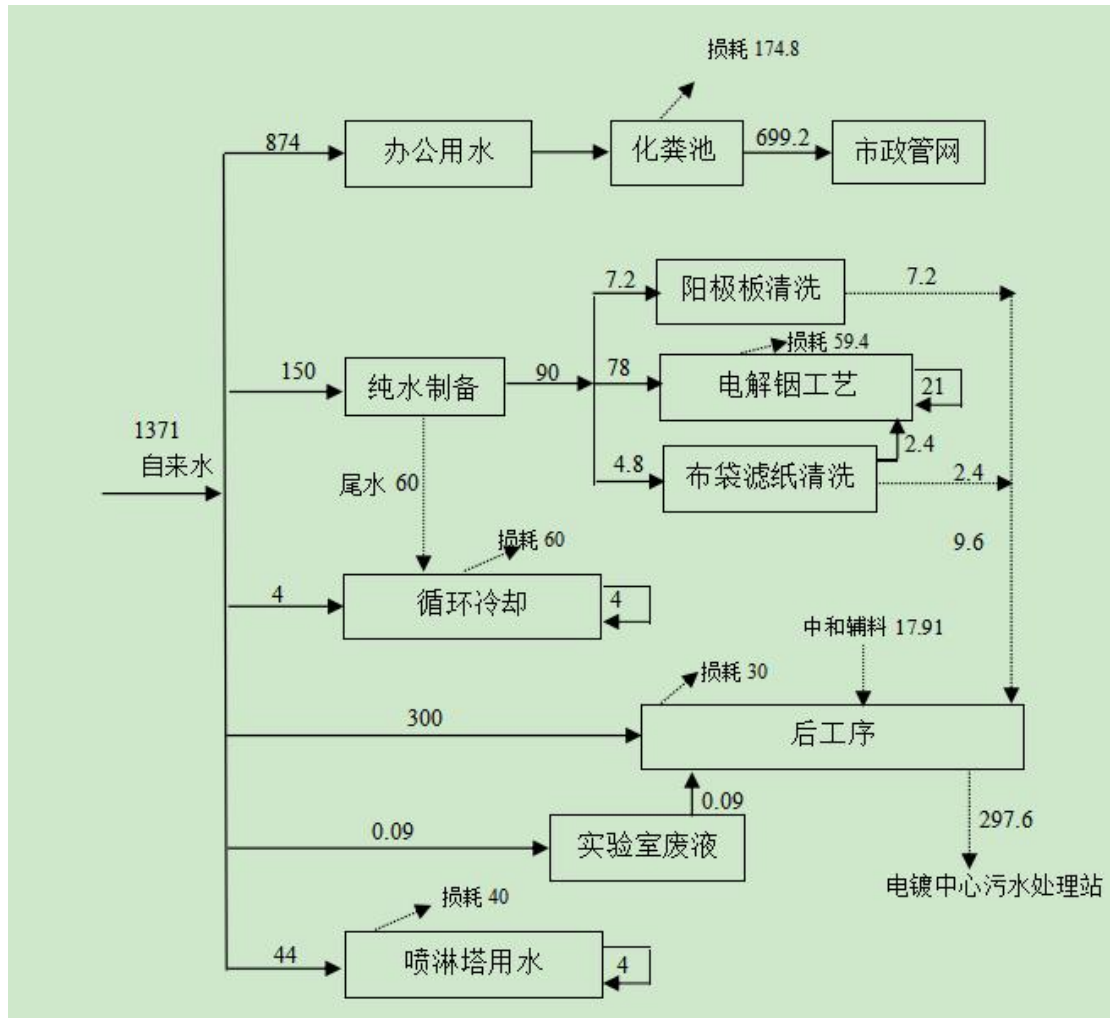 损耗 174.8
874
办公用水
化粪池
699.2
市政管网
7.2
阳极板清洗
7.2
损耗 59.4
150
纯水制备
90
78
电解铟工艺
21
1371
自来水
2.4
4.8
布袋滤纸清洗
2.4
尾水 60
9.6
损耗 60
4
循环冷却
4
中和辅料 17.91
损耗 30
300
后工序
0.09
0.09
实验室废液
297.6
电镀中心污水处理站
损耗 40
44
喷淋塔用水
4